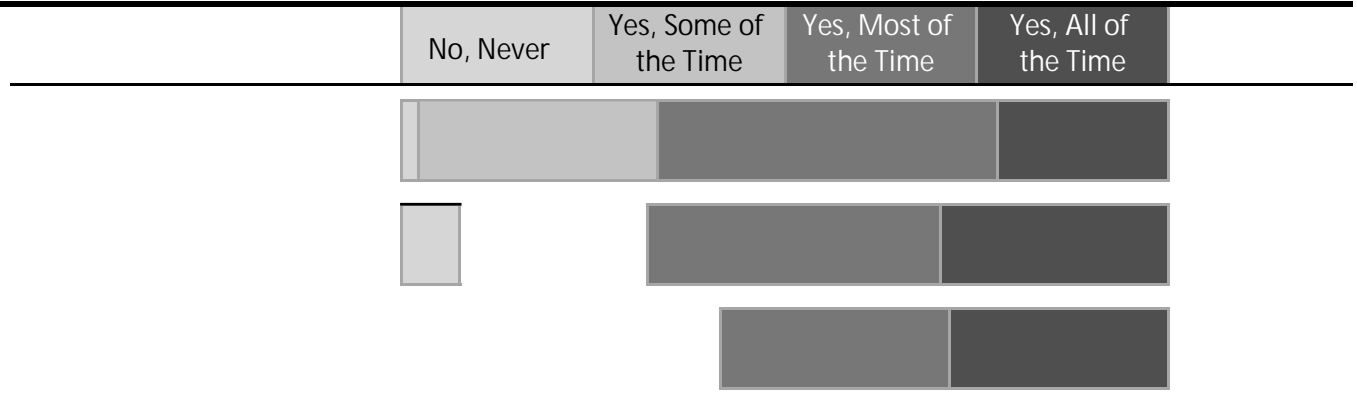 No, Never
Yes, Some of
the Time
Yes, Most of
the Time
Yes, All of
the Time